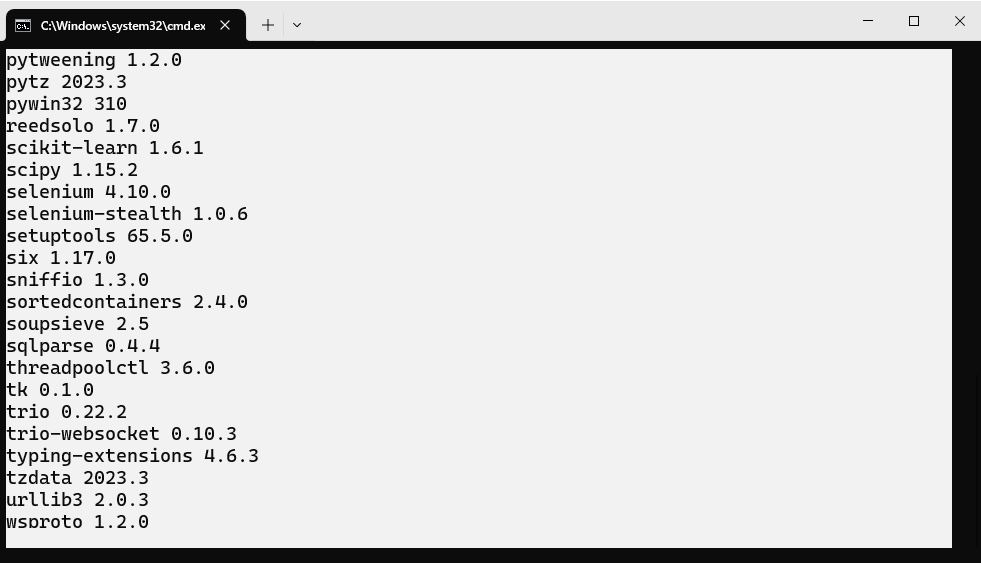 C:\Windows\system32\cmd.ex
pytweening 1.2.0
pytz 2023.3
pywin32 310
reedsolo 1.7.0
scikit-learn 1.6.1
scipy 1.15.2
selenium 4.10.0
selenium-stealth 1.0.6
setuptools 65.5.0
six 1.17.0
sniffio 1.3.0
sortedcontainers 2.4.0
soupsieve 2.5
sqlparse 0.4.4
threadpoolctl 3.6.0
tk 0.1.0
trio 0.22.2
trio-websocket 0.10.3
typing-extensions 4.6.3
tzdata 2023.3
urllib3 2.0.3
wsproto 1.2.0